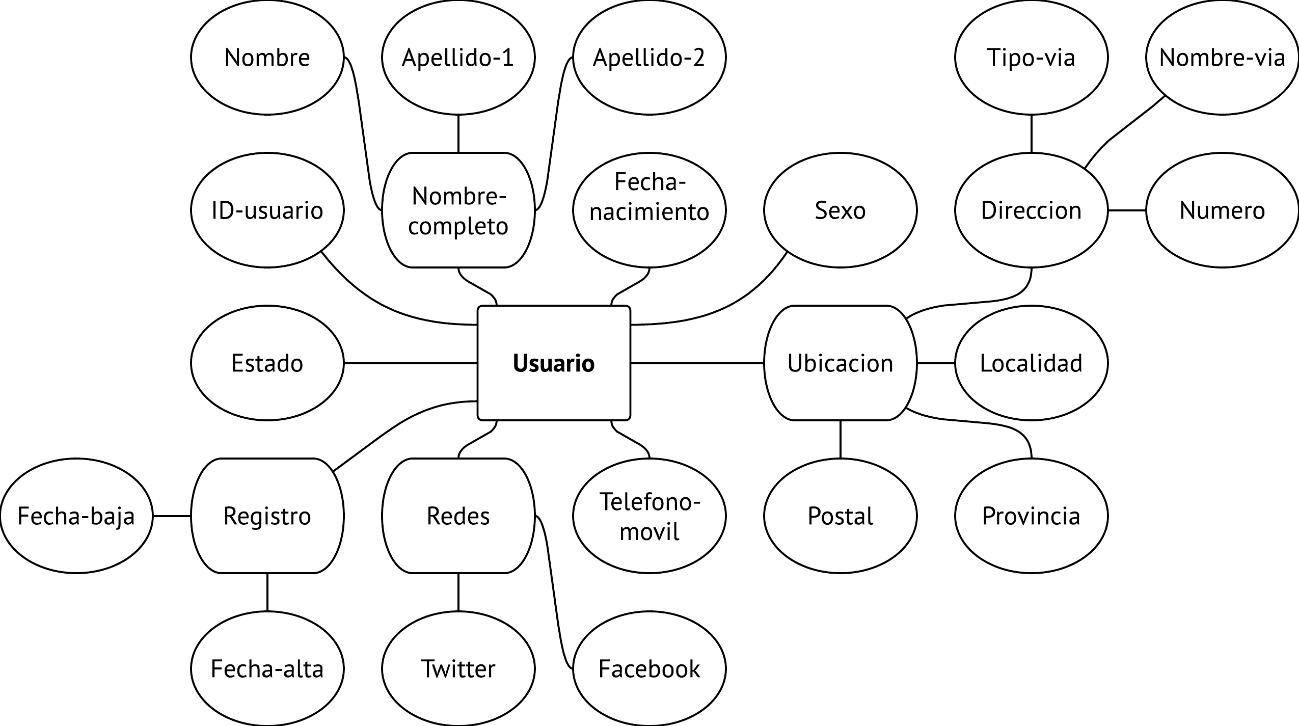 Nombre
Apellido-1
Apellido-2
Tipo-via
Nombre-via
ID-usuario
Nombre-
completo
Fecha-
nacimiento
Sexo
Direccion
Numero
Estado
Usuario
Ubicacion
Localidad
Fecha-baja
Registro
Redes
Telefono-
movil
Postal
Provincia
Fecha-alta
Twitter
Facebook